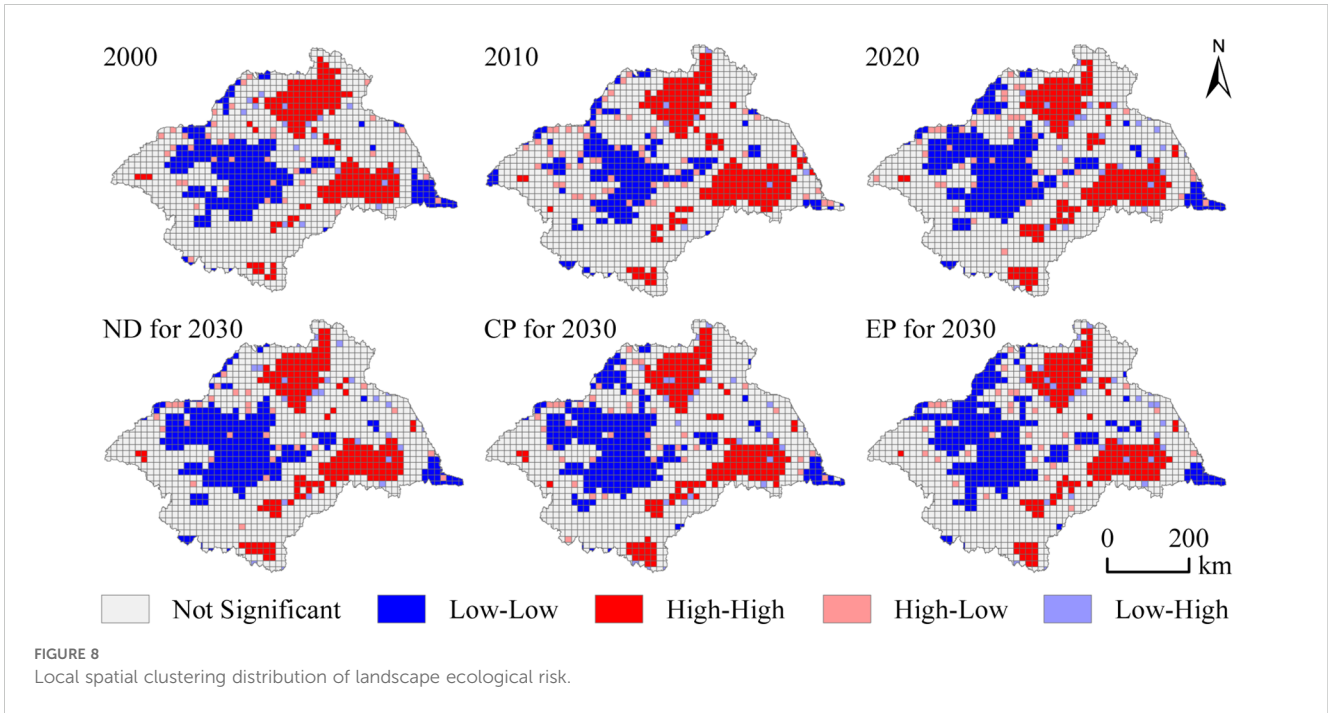 2000
2010
2020
N
ND for 2030
CP for 2030
EP for 2030
0 200
km
Not Significant
Low-Low
High-High
High-Low
Low-High
FIGURE 8
Local spatial clustering distribution of landscape ecological risk.